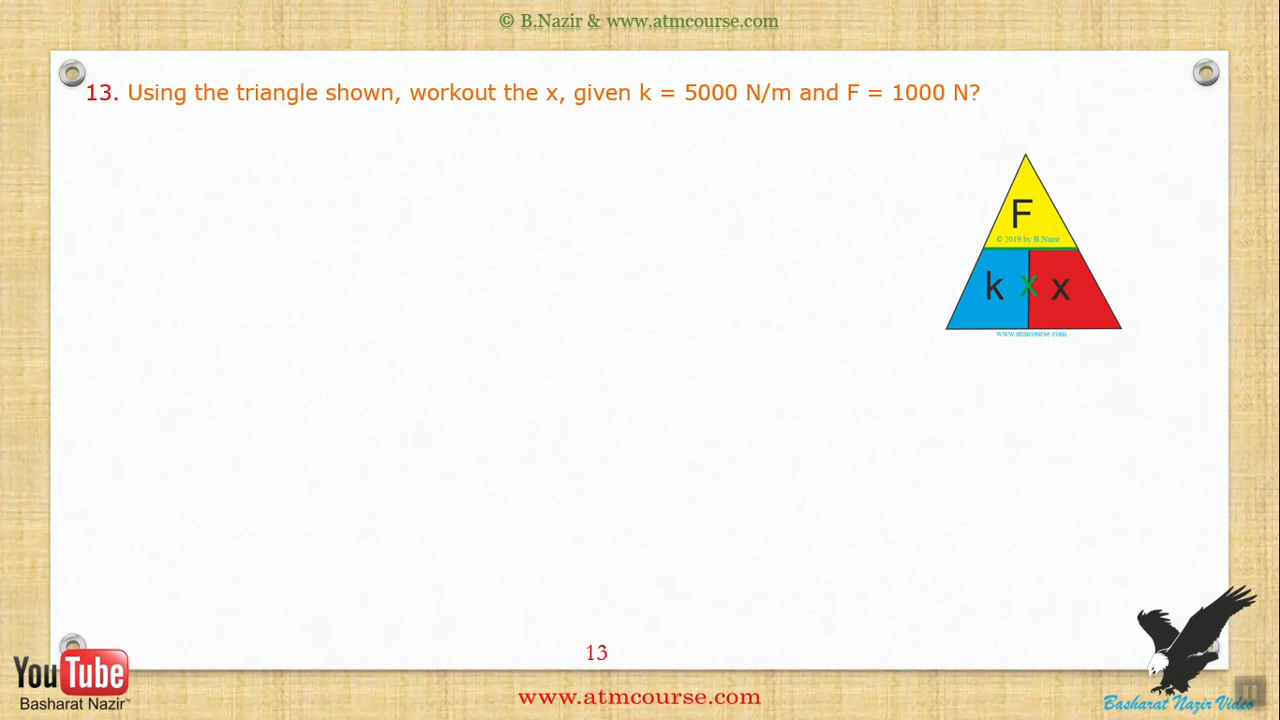 © B.Nazir & www.atmcourse.com
13. Using the triangle shown, workout the x, given k = 5000 N/m and F = 1000 N?
F
© 2019 by B.Nazir
k x x
www.atmcourse.com
13
YouTube
Basharat Nazir™
www.atmcourse.com
Basharat Nazir Video